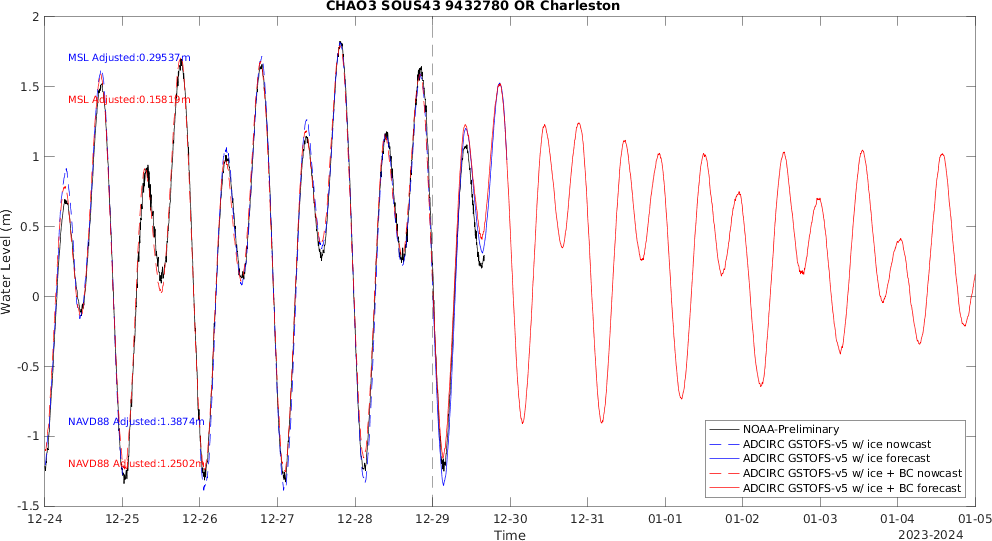 CHAO3 SOUS43 9432780 OR Charleston
2
1.5
1
0.5
0
-0.5
-1
-1.5
Water Level (m)
MSL Adjusted:0.29537m
MSL Adjusted:0.15819m
NAVD88 Adjusted:1.3874m
NAVD88 Adjusted:1.2502m
NOAA-Preliminary
ADCIRC GSTOFS-v5 w/ ice nowcast
ADCIRC GSTOFS-v5 w/ ice forecast
ADCIRC GSTOFS-v5 w/ ice + BC nowcast
ADCIRC GSTOFS-v5 w/ ice + BC forecast
12-24 12-25 12-26 12-27 12-28 12-29 12-30 12-31 01-01 01-02 01-03 01-04 01-05
Time
2023-2024